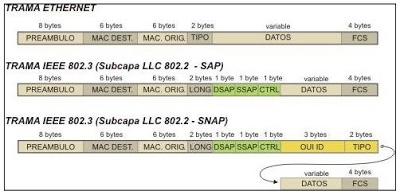 TRAMA ETHERNET
8 bytes 6 bytes 6 bytes 2 bytes variable 4 bytes
PREAMBULO MAC DEST. MAC. ORIG. TIPO DATOS FCS
TRAMA IEEE 802.3 (Subcapa LLC 802.2 - SAP)
8 bytes 6 bytes 6 bytes 2 bytes 1 byte 1 byte 1 byte variable 4 bytes
PREAMBULO MAC DEST. MAC. ORIG. LONG DSAP SSAP CTRL DATOS FCS
TRAMA IEEE 802.3 (Subcapa LLC 802.2 - SNAP)
8 bytes 6 bytes 6 bytes 2 bytes 1 byte 1 byte 1 byte 3 bytes 2 bytes
PREAMBULO MAC DEST. MAC. ORIG. LONG DSAP SSAP CTRL OUI ID TIPO
variable 4 bytes
DATOS FCS